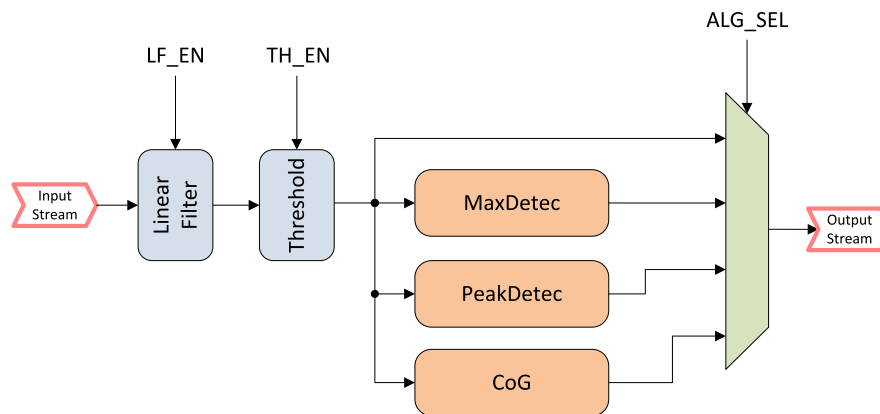 ALG_SEL
LF_EN
TH_EN
Input
Stream
Linear
Filter
Threshold
MaxDetec
PeakDetec
CoG
Output
Stream